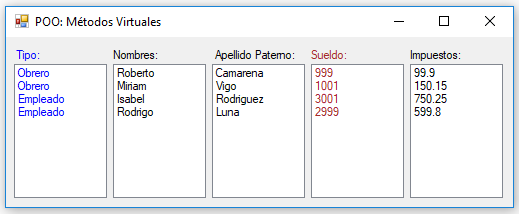 POO: Métodos Virtuales
Tipo: Nombres: Apellido Paterno: Sueldo: Impuestos:
Obrero Roberto Camarena 999 99.9
Obrero Miriam Vigo 1001 150.15
Empleado Isabel Rodriguez 3001 750.25
Empleado Rodrigo Luna 2999 599.8